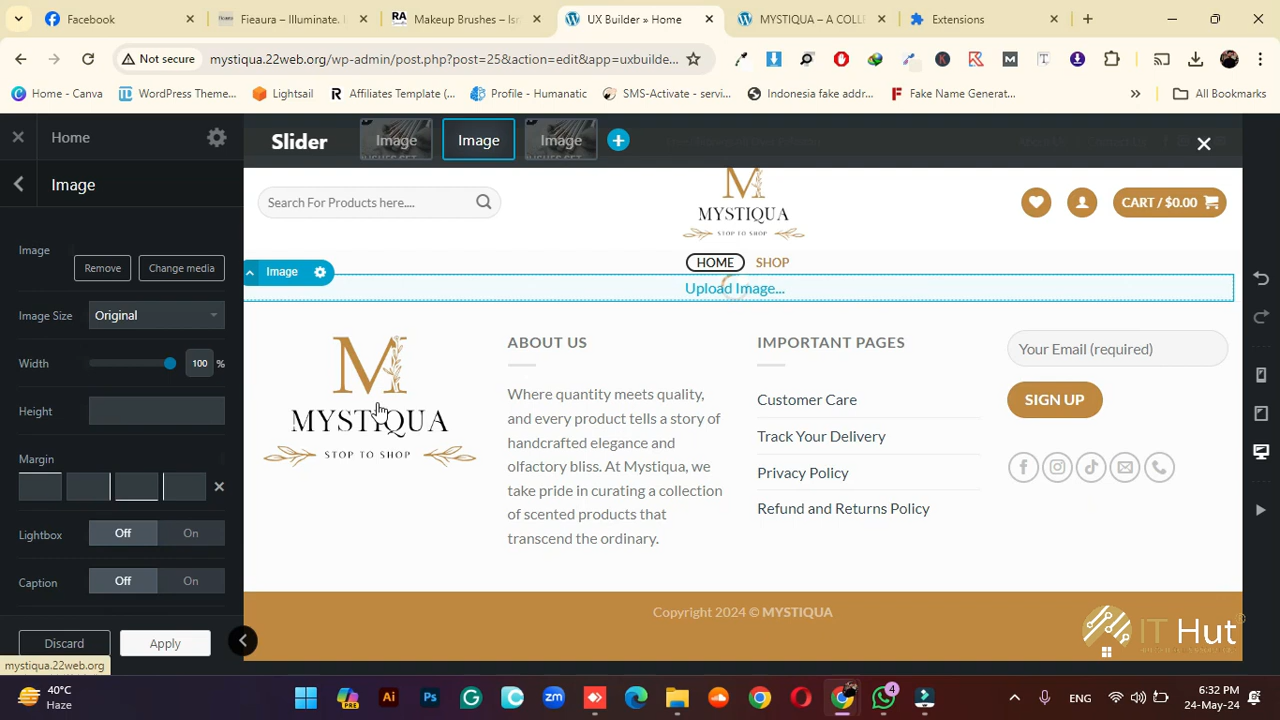 Facebook
Fieaura – Illuminate.
RA
Makeup Brushes – Isr
UX Builder » Home
MYSTIQUA – A COLLE
Extensions
Not secure
mystiqua.22web.org/wp-admin/post.php?post=25&action=edit&app=uxbuilde...
Home - Canva
WordPress Theme...
Lightsail
Affiliates Template (...
Profile - Humanatic
SMS-Activate - servi...
Indonesia fake addr...
Fake Name Generat...
»
All Bookmarks
Home
Slider
Image
Image
Image
Image
Search For Products here....
M
MYSTIQUA
STOP TO SHOP
CART / $0.00
HOME
SHOP
Image
Remove
Change media
Image
Upload Image...
Image Size
Original
Width
100
%
Height
Margin
Lightbox
Off
On
Caption
Off
On
Discard
Apply
mystiqua.22web.org
M
MYSTIQUA
STOP TO SHOP
ABOUT US
Where quantity meets quality,
and every product tells a story of
handcrafted elegance and
olfactory bliss. At Mystiqua, we
take pride in curating a collection
of scented products that
transcend the ordinary.
IMPORTANT PAGES
Customer Care
Track Your Delivery
Privacy Policy
Refund and Returns Policy
Your Email (required)
SIGN UP
Copyright 2024 © MYSTIQUA
IT Hut
40°C
Haze
PRE
Ai
Ps
zm
4
ENG
6:32 PM
24-May-24